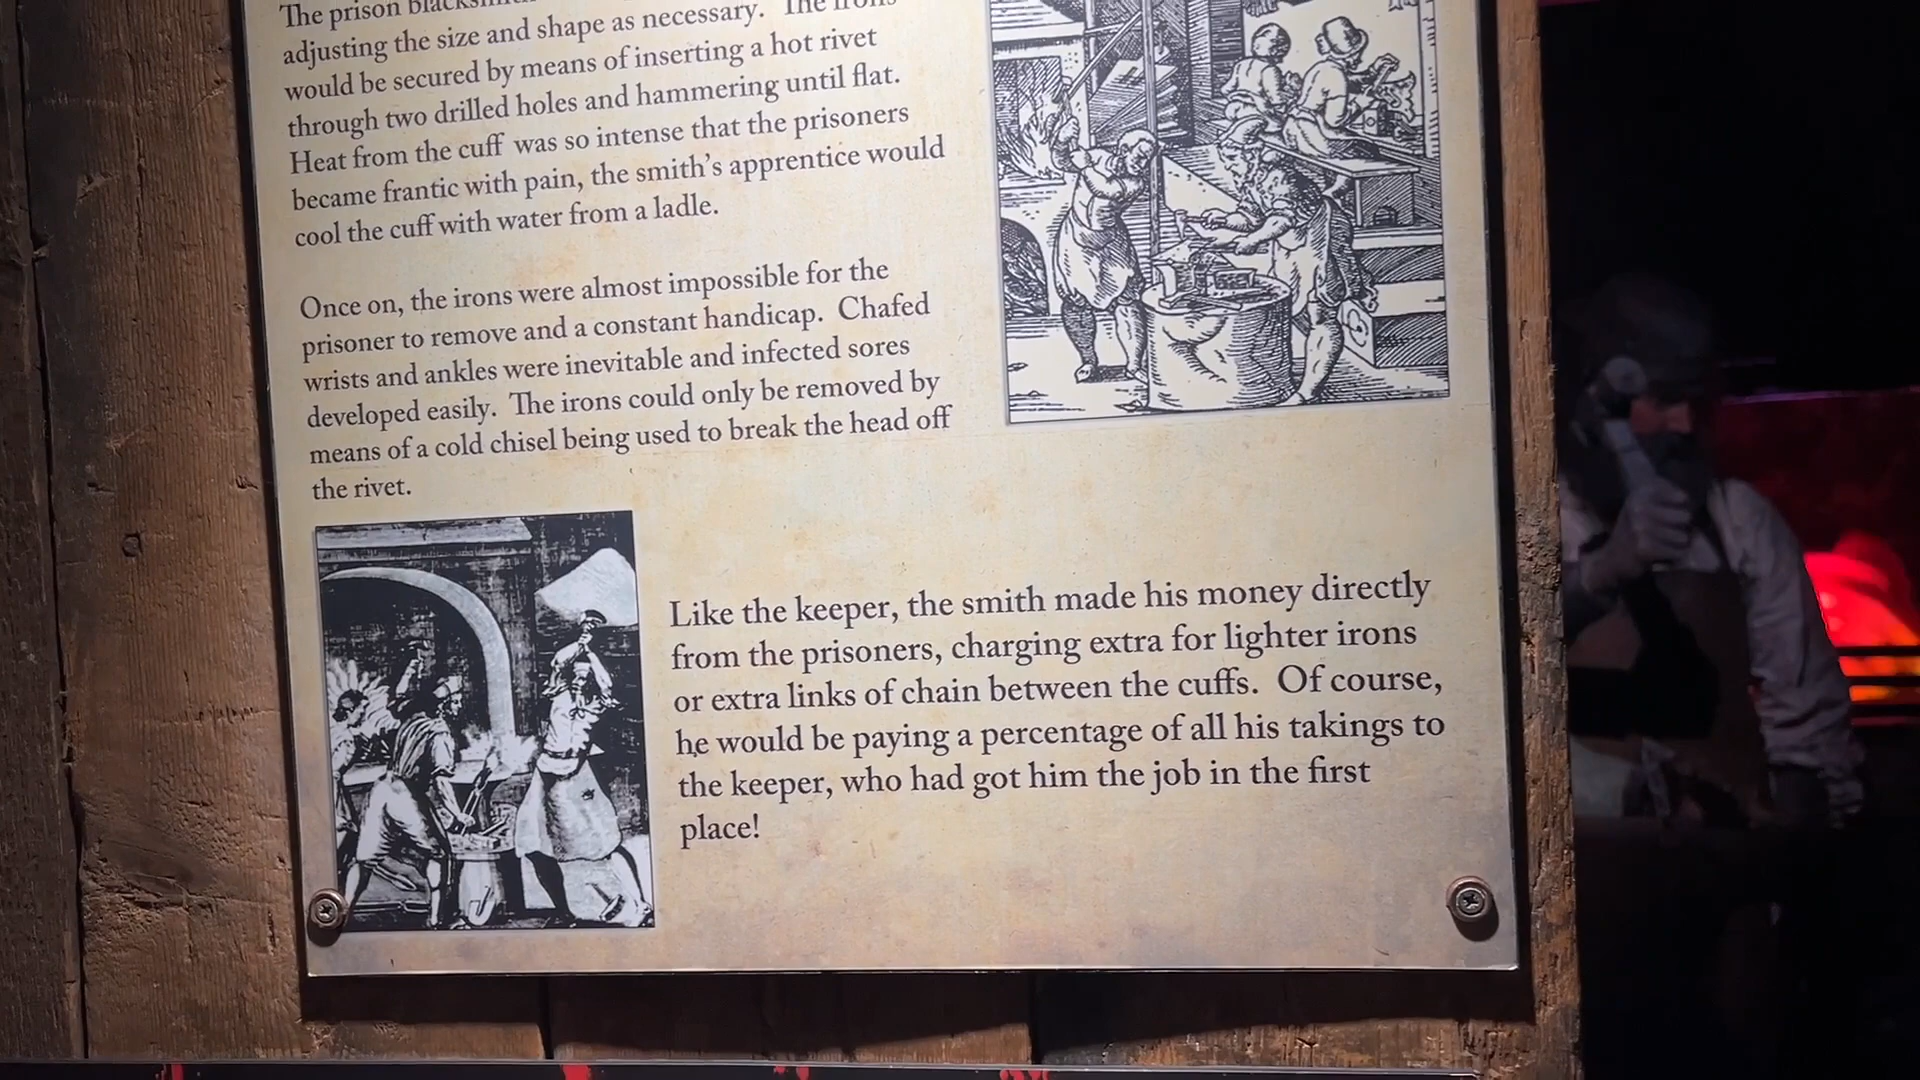 The prison blacksmith
adjusting the size and shape as necessary. The irons
would be secured by means of inserting a hot rivet
through two drilled holes and hammering until flat.
Heat from the cuff was so intense that the prisoners
became frantic with pain, the smith's apprentice would
cool the cuff with water from a ladle.
Once on, the irons were almost impossible for the
prisoner to remove and a constant handicap. Chafed
wrists and ankles were inevitable and infected sores
developed easily. The irons could only be removed by
means of a cold chisel being used to break the head off
the rivet.
Like the keeper, the smith made his money directly
from the prisoners, charging extra for lighter irons
or extra links of chain between the cuffs. Of course,
he would be paying a percentage of all his takings to
the keeper, who had got him the job in the first
place!